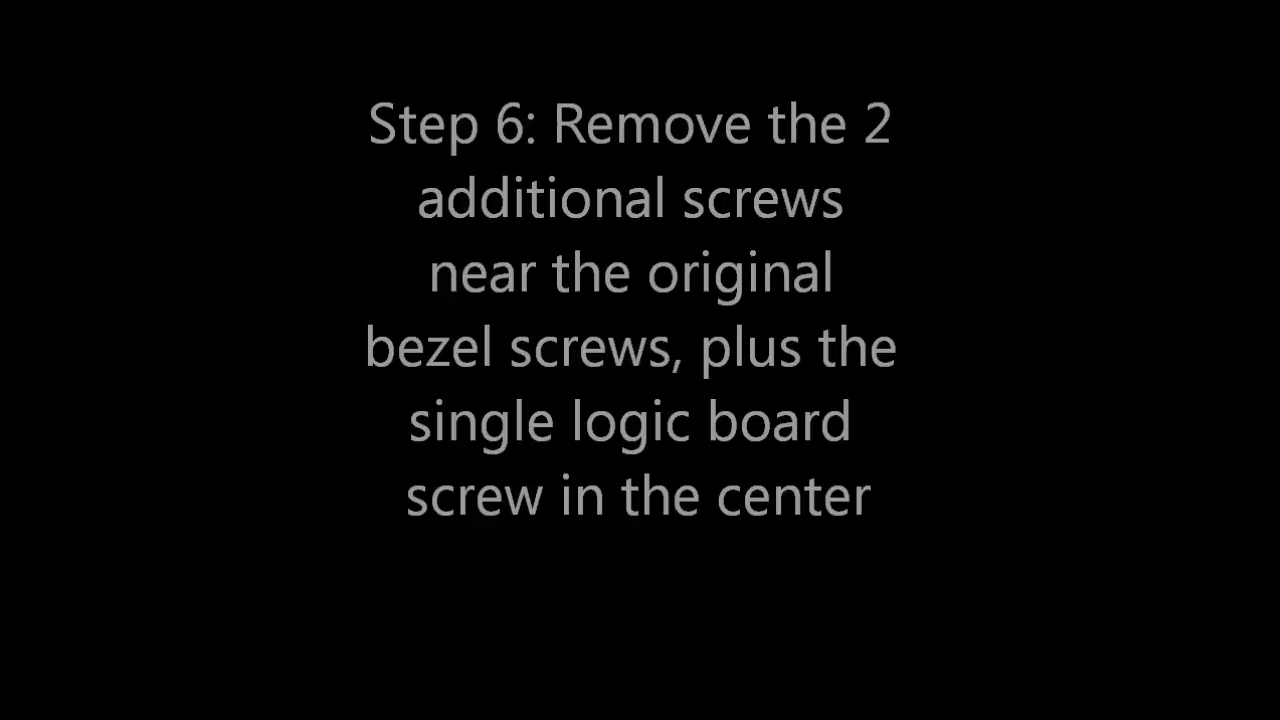 Step 6: Remove the 2
additional screws
near the original
bezel screws, plus the
single logic board
screw in the center